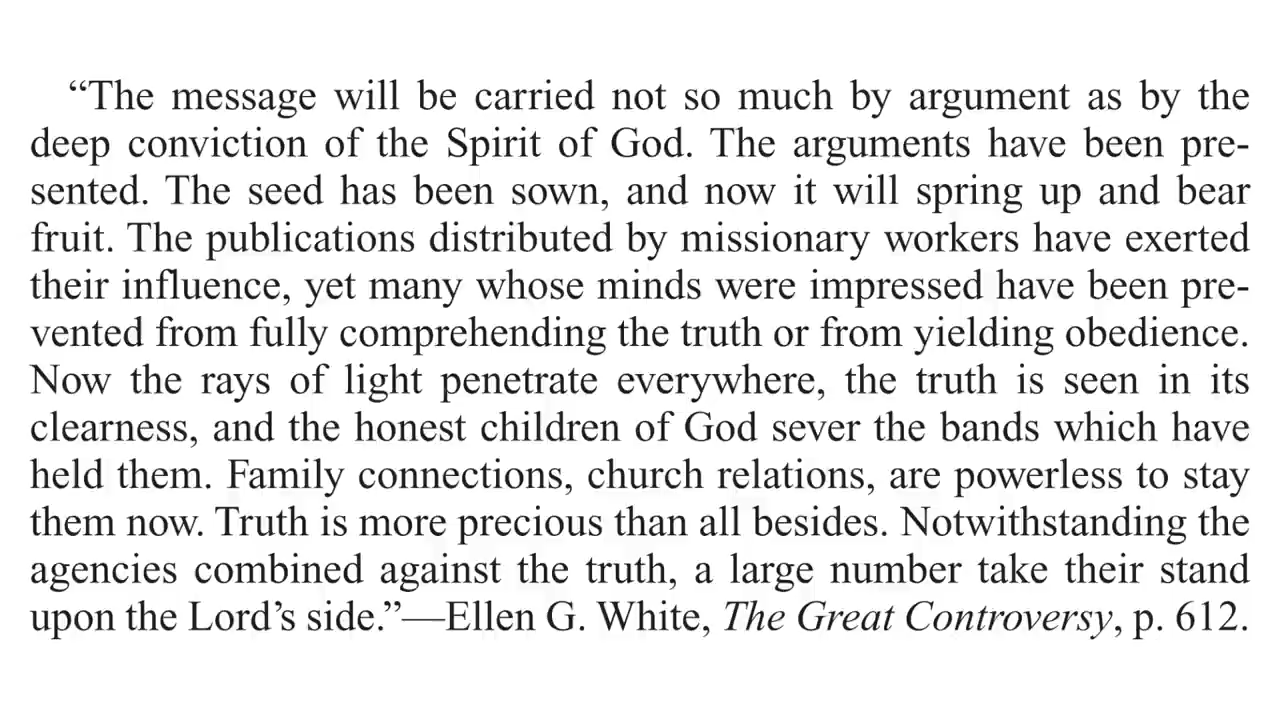 “The message will be carried not so much by argument as by the
deep conviction of the Spirit of God. The arguments have been pre-
sented. The seed has been sown, and now it will spring up and bear
fruit. The publications distributed by missionary workers have exerted
their influence, yet many whose minds were impressed have been pre-
vented from fully comprehending the truth or from yielding obedience.
Now the rays of light penetrate everywhere, the truth is seen in its
clearness, and the honest children of God sever the bands which have
held them. Family connections, church relations, are powerless to stay
them now. Truth is more precious than all besides. Notwithstanding the
agencies combined against the truth, a large number take their stand
upon the Lord’s side.”—Ellen G. White, The Great Controversy, p. 612.